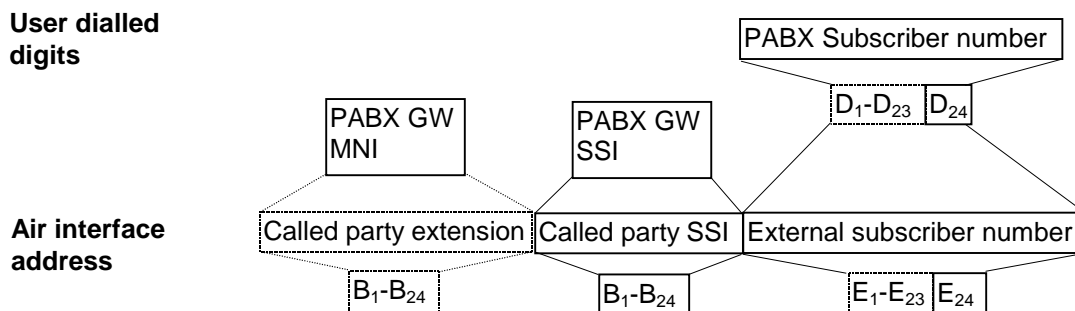 User dialled
digits
PABX Subscriber number
D₁-D₂₃ D₂₄
PABX GW
MNI
PABX GW
SSI
Air interface
address
Called party extension Called party SSI External subscriber number
B₁-B₂₄ B₁-B₂₄ E₁-E₂₃ E₂₄